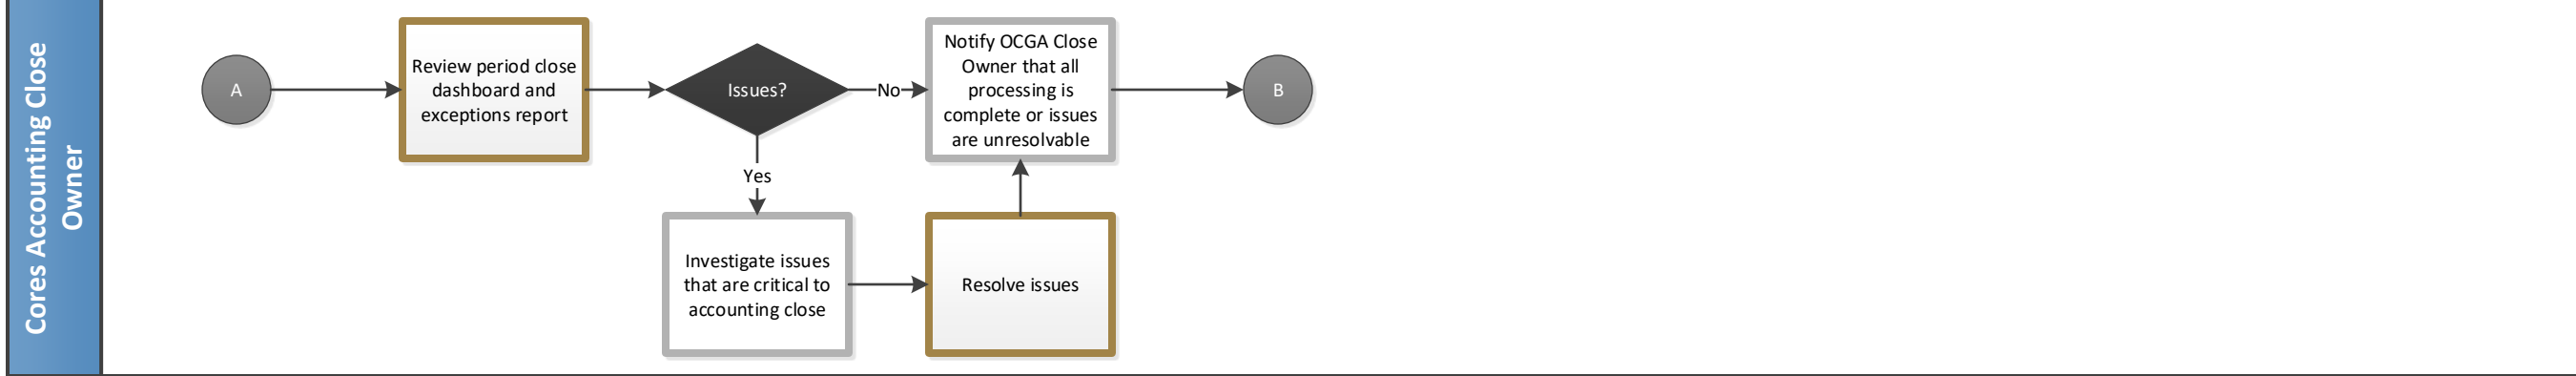 Cores Accounting Close
Owner
A
Review period close
dashboard and
exceptions report
Issues?
No
Notify OCGA Close
Owner that all
processing is
complete or issues
are unresolvable
B
Yes
Investigate issues
that are critical to
accounting close
Resolve issues